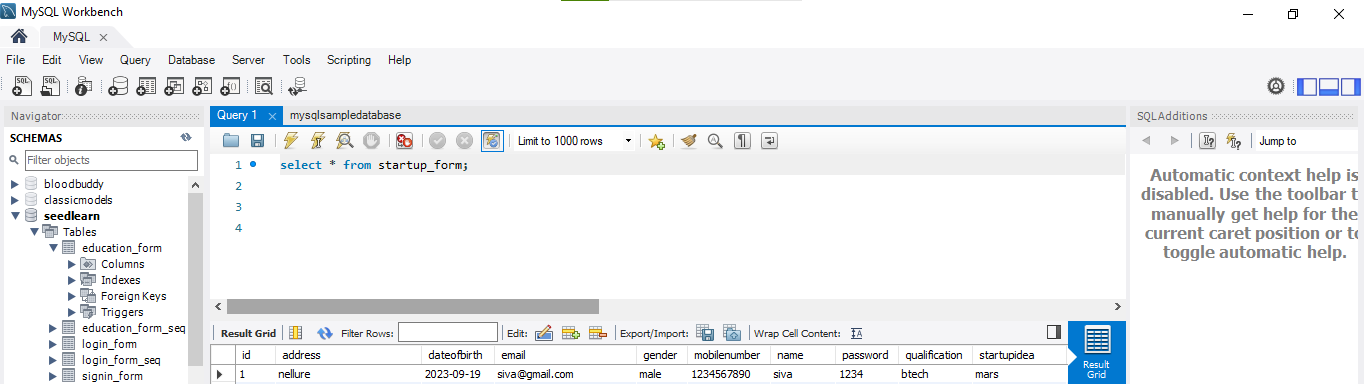 MySQL Workbench
MySQL
File Edit View Query Database Server Tools Scripting Help
Navigator
SCHEMAS
Filter objects
bloodbuddy
classicmodels
seedlearn
Tables
education_form
Columns
Indexes
Foreign Keys
Triggers
education_form_seq
login_form
login_form_seq
signin_form
Query 1 mysqlsampledatabase
Limit to 1000 rows
1 select * from startup_form;
2
3
4
Result Grid Filter Rows: Edit: Export/Import: Wrap Cell Content:
id address dateofbirth email gender mobilenumber name password qualification startupidea
1 nellure 2023-09-19 siva@gmail.com male 1234567890 siva 1234 btech mars
Result
Grid
SQLAdditions
Jump to
Automatic context help is
disabled. Use the toolbar t
manually get help for the
current caret position or to
toggle automatic help.